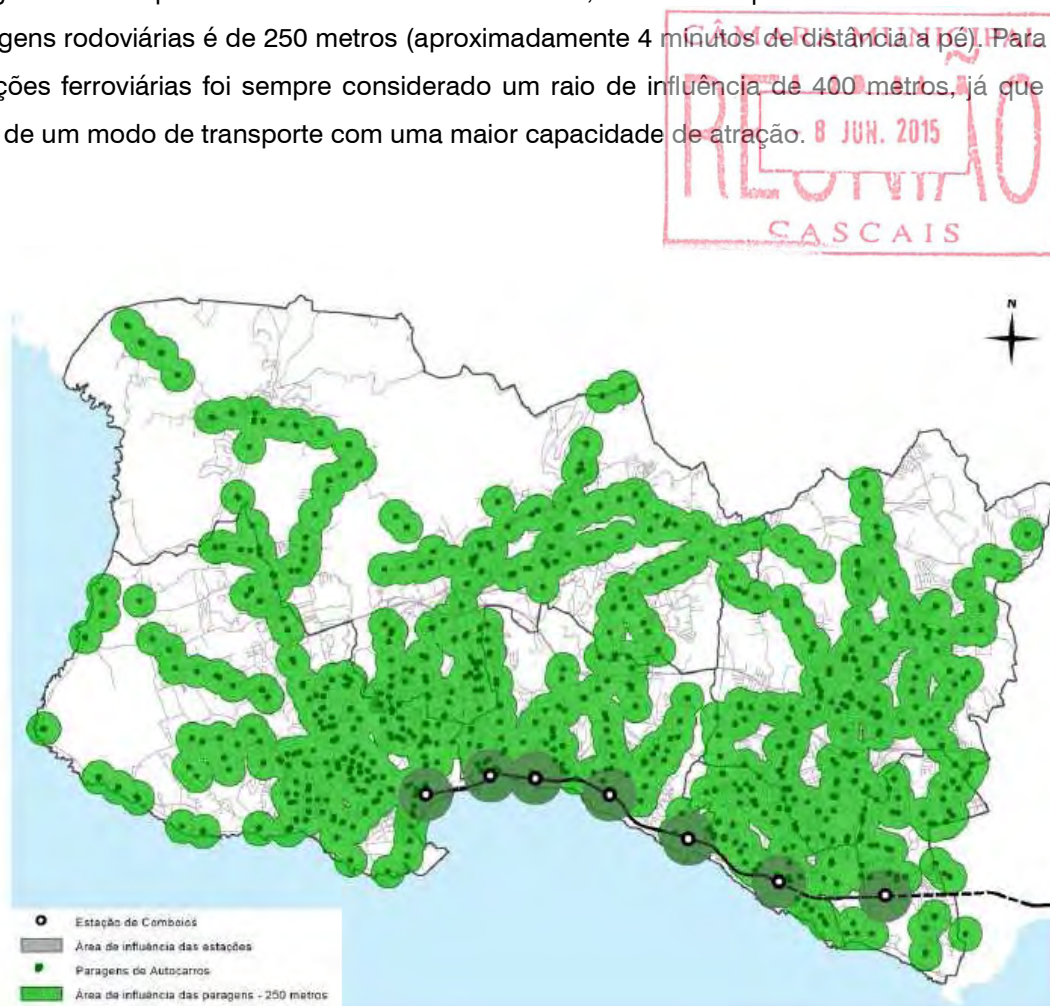 gens rodoviárias é de 250 metros (aproximadamente 4 minutos de distância a pé). Para
ções ferroviárias foi sempre considerado um raio de influência de 400 metros, já que
de um modo de transporte com uma maior capacidade de atração.
CÂMARA MUNICIPAL
REUNIÃO
8 JUN. 2015
CASCAIS
N
Estação de Comboios
Área de influência das estações
Paragens de Autocarros
Área de influência das paragens - 250 metros